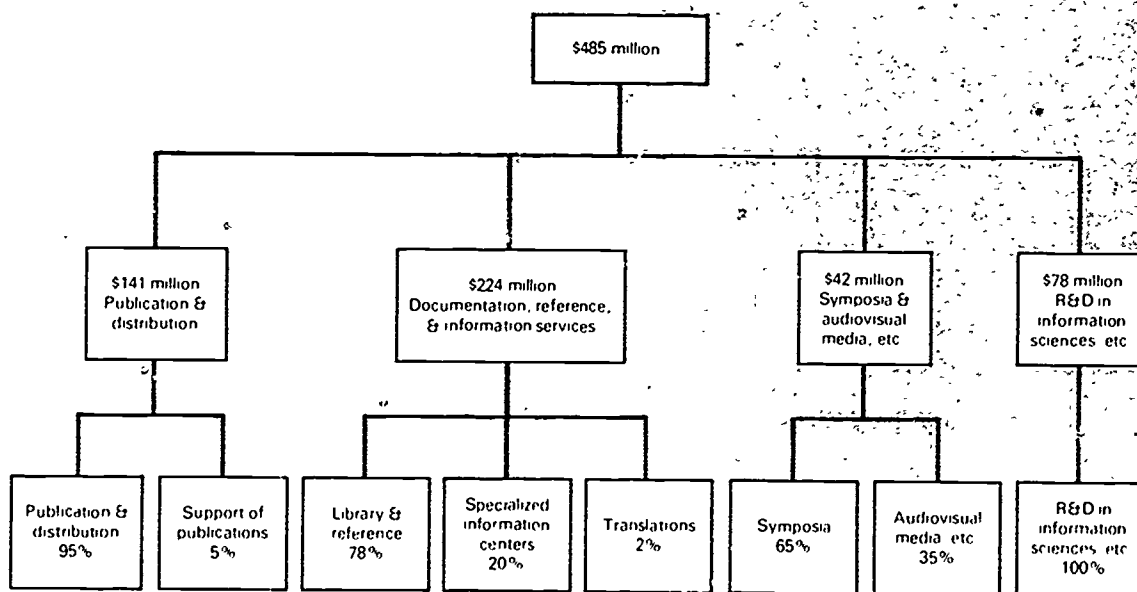 $485 million
$141 million
Publication &
distribution
$224 million
Documentation, reference,
& information services
$42 million
Symposia &
audiovisual
media, etc
$78 million
R&D in
information
sciences etc
Publication &
distribution
95%
Support of
publications
5%
Library &
reference
78%
Specialized
information
centers
20%
Translations
2%
Symposia
65%
Audiovisual
media etc
35%
R&D in
information
sciences etc
100%